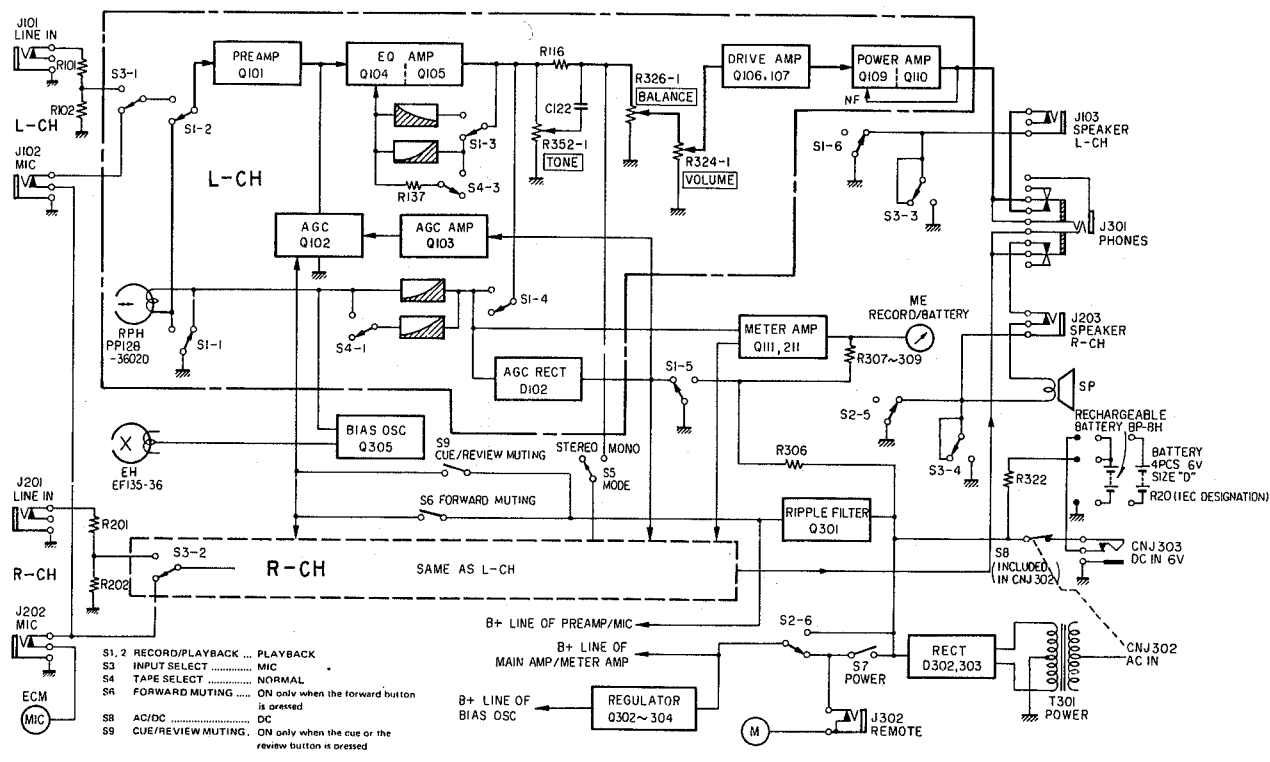 J101
LINE IN
R101
S3-1
R102
L-CH
J102
MIC
S1-2
PREAMP
Q101
EQ AMP
Q104 Q105
R116
C122
R352-1
TONE
R326-1
BALANCE
R324-1
VOLUME
DRIVE AMP
Q106,107
POWER AMP
Q109 Q110
NF
L-CH
S1-3
S4-3
R137
AGC
Q102
AGC AMP
Q103
S1-6
S3-3
J103
SPEAKER
L-CH
J301
PHONES
RPH
PP128
-3602D
S1-1
S4-1
S1-4
METER AMP
Q111,211
ME
RECORD/BATTERY
R307~309
J203
SPEAKER
R-CH
AGC RECT
D102
S1-5
SP
S2-5
S3-4
EH
EF135-36
BIAS OSC
Q305
S9
CUE/REVIEW MUTING
STEREO
MONO
S5
MODE
S6 FORWARD MUTING
R306
RIPPLE FILTER
Q301
R322
RECHARGEABLE
BATTERY BP-8H
BATTERY
4PCS 6V
SIZE "D"
R20 (IEC DESIGNATION)
J201
LINE IN
R201
S3-2
R202
R-CH
R-CH
SAME AS L-CH
S8
(INCLUDED
IN CNJ302)
CNJ303
DC IN 6V
J202
MIC
ECM
MIC
B+ LINE OF PREAMP/MIC
B+ LINE OF
MAIN AMP/METER AMP
B+ LINE OF
BIAS OSC
REGULATOR
Q302~304
S2-6
S7
POWER
RECT
D302,303
T301
POWER
CNJ302
AC IN
M
J302
REMOTE
S1, 2 RECORD/PLAYBACK ... PLAYBACK
S3 INPUT SELECT ............. MIC
S4 TAPE SELECT ............. NORMAL
S6 FORWARD MUTING ..... ON only when the forward button
is pressed
S8 AC/DC ....................... DC
S9 CUE/REVIEW MUTING. ON only when the cue or the
review button is pressed